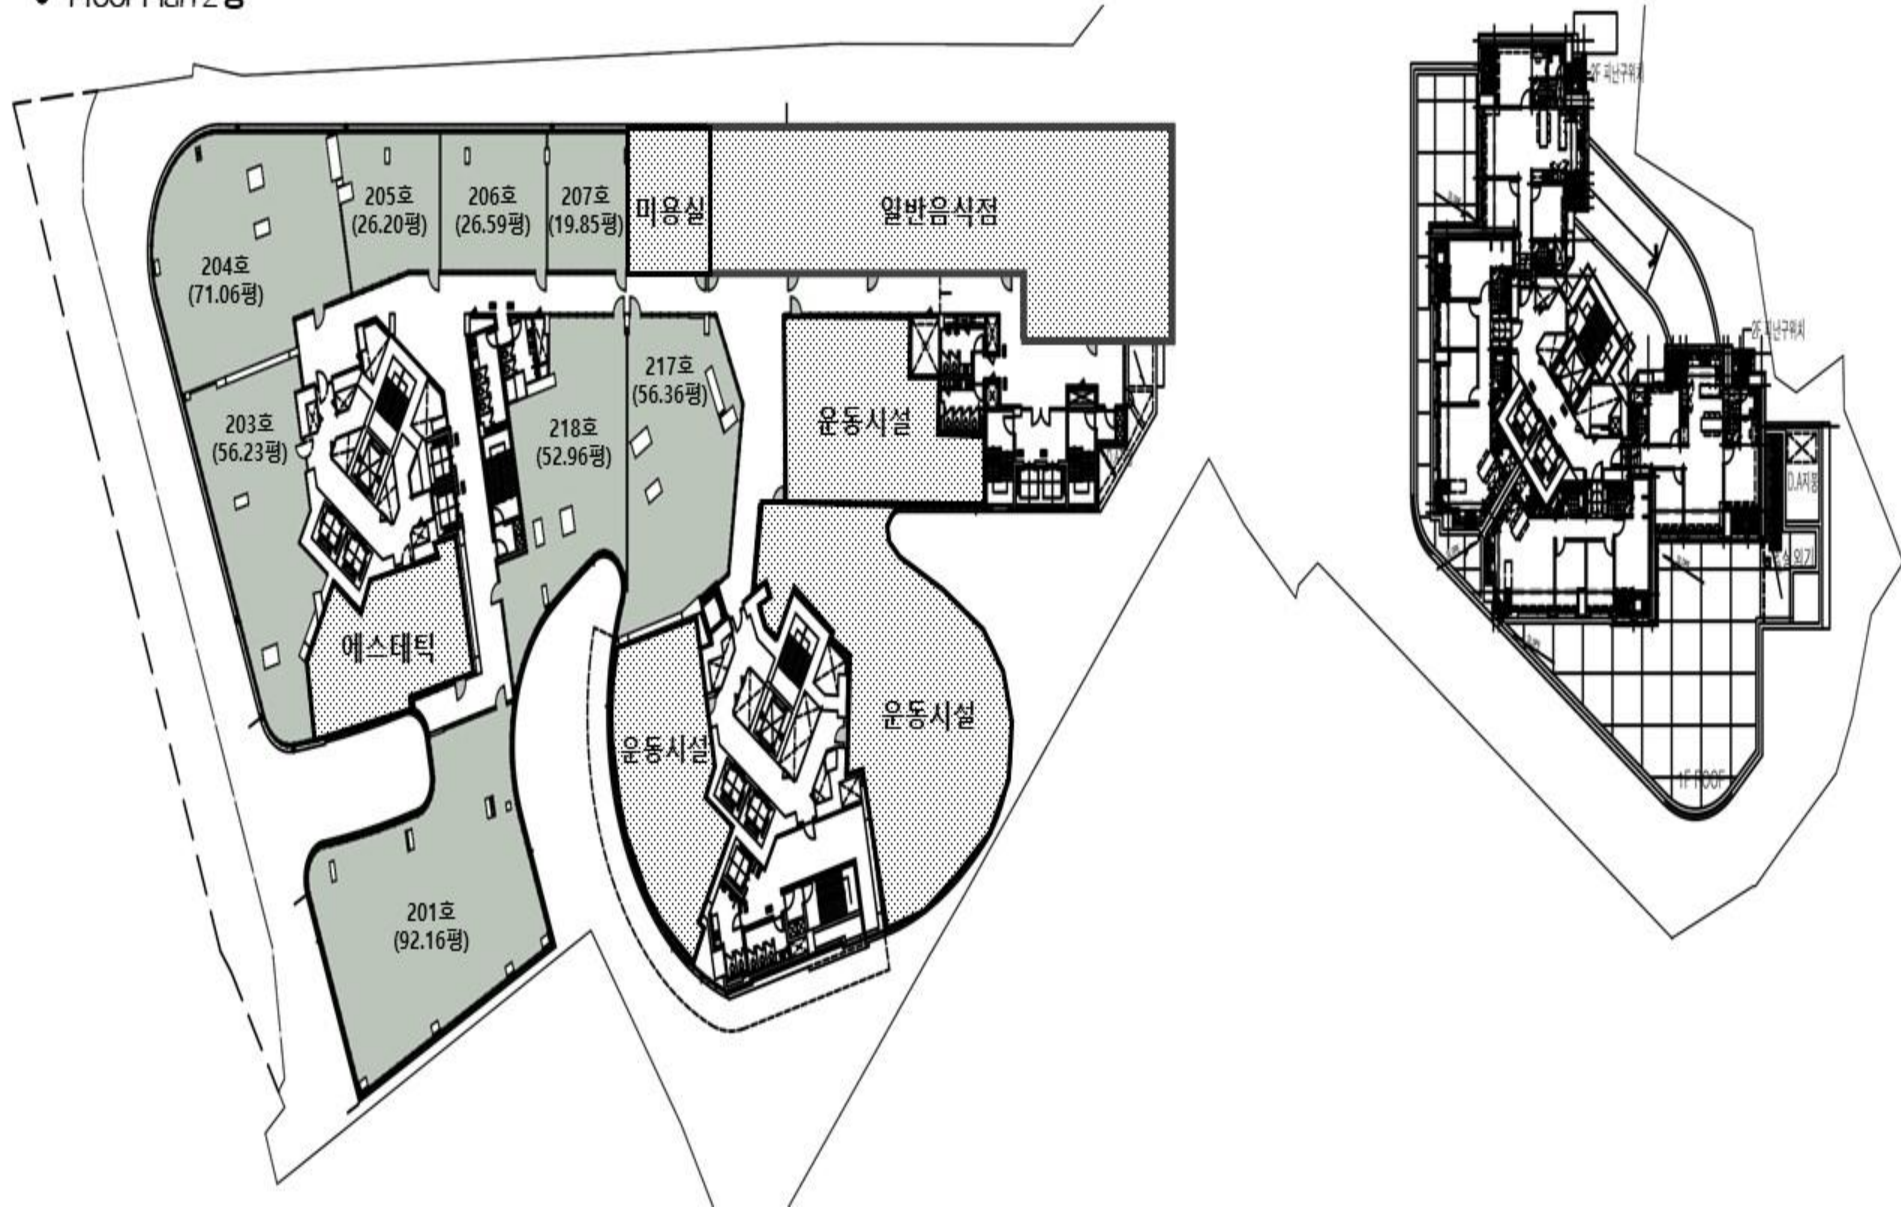 204호
(71.06평)
205호
(26.20평)
206호
(26.59평)
207호
(19.85평)
미용실
일반음식점
203호
(56.23평)
218호
(52.96평)
217호
(56.36평)
운동시설
에스테틱
운동시설
운동시설
201호
(92.16평)
2F 피난구위치
2F 피난구위치
D.A지붕
실외기
1F ROOF